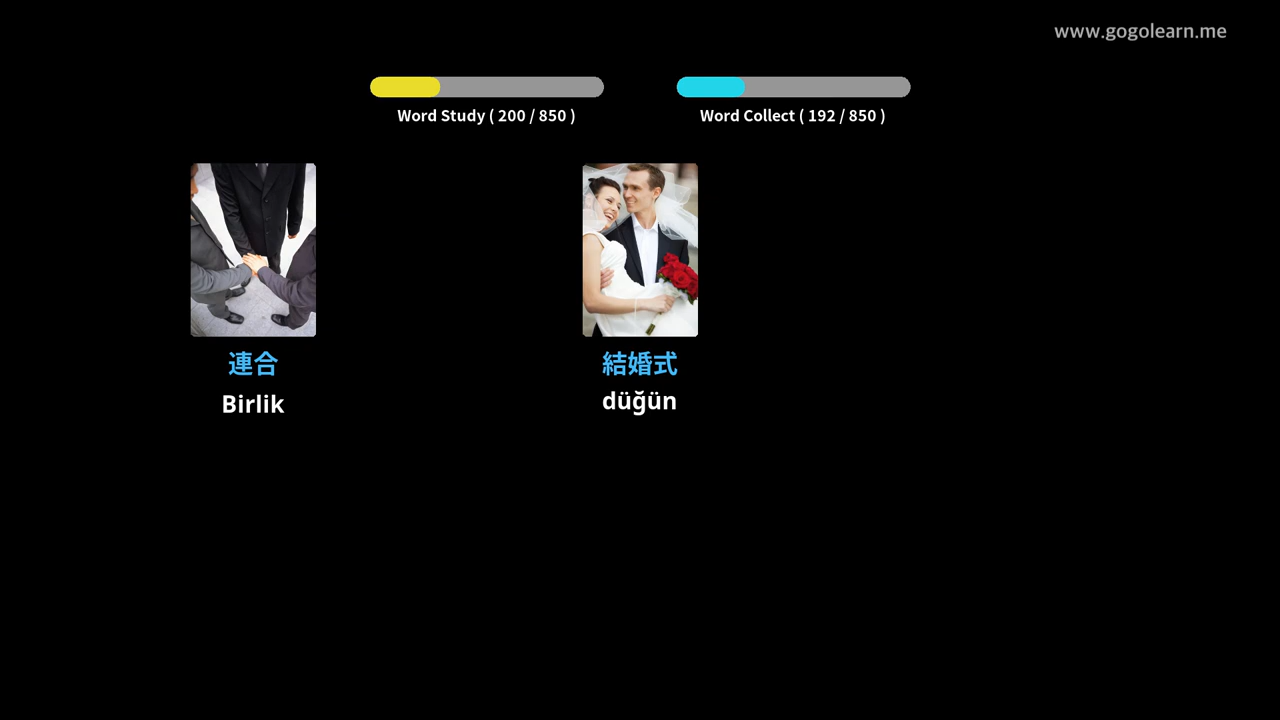 www.gogolearn.me
Word Study ( 200 / 850 )
Word Collect ( 192 / 850 )
連合
Birlik
結婚式
düğün